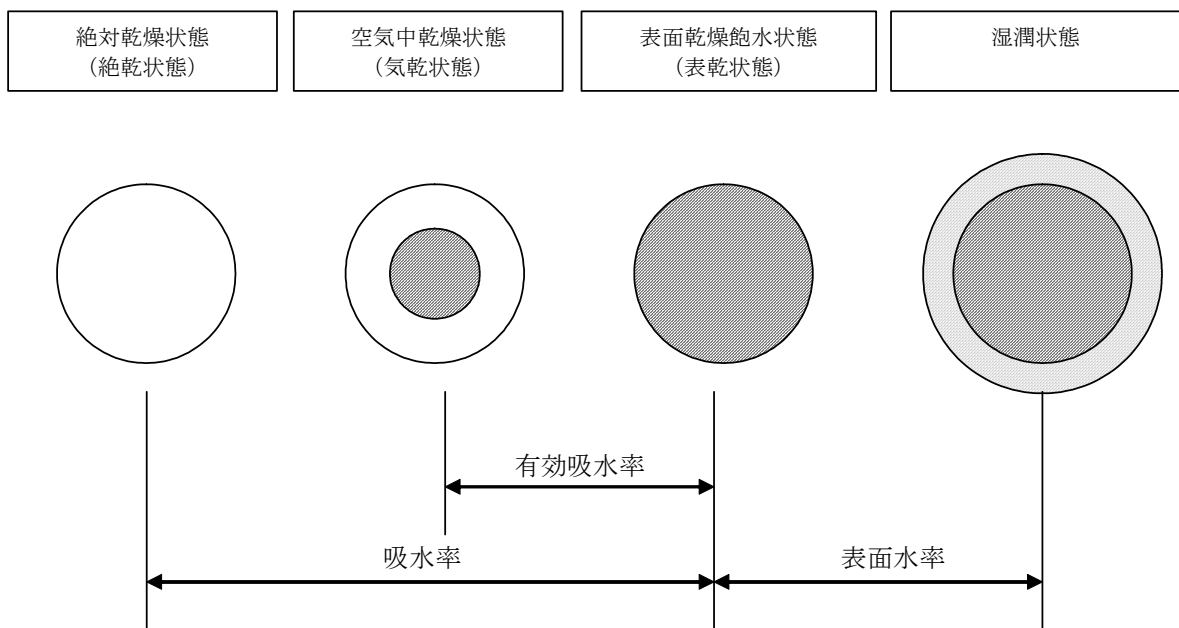 絶対乾燥状態
（絶乾状態）
空気中乾燥状態
（気乾状態）
表面乾燥飽水状態
（表乾状態）
湿潤状態
有効吸水率
吸水率
表面水率